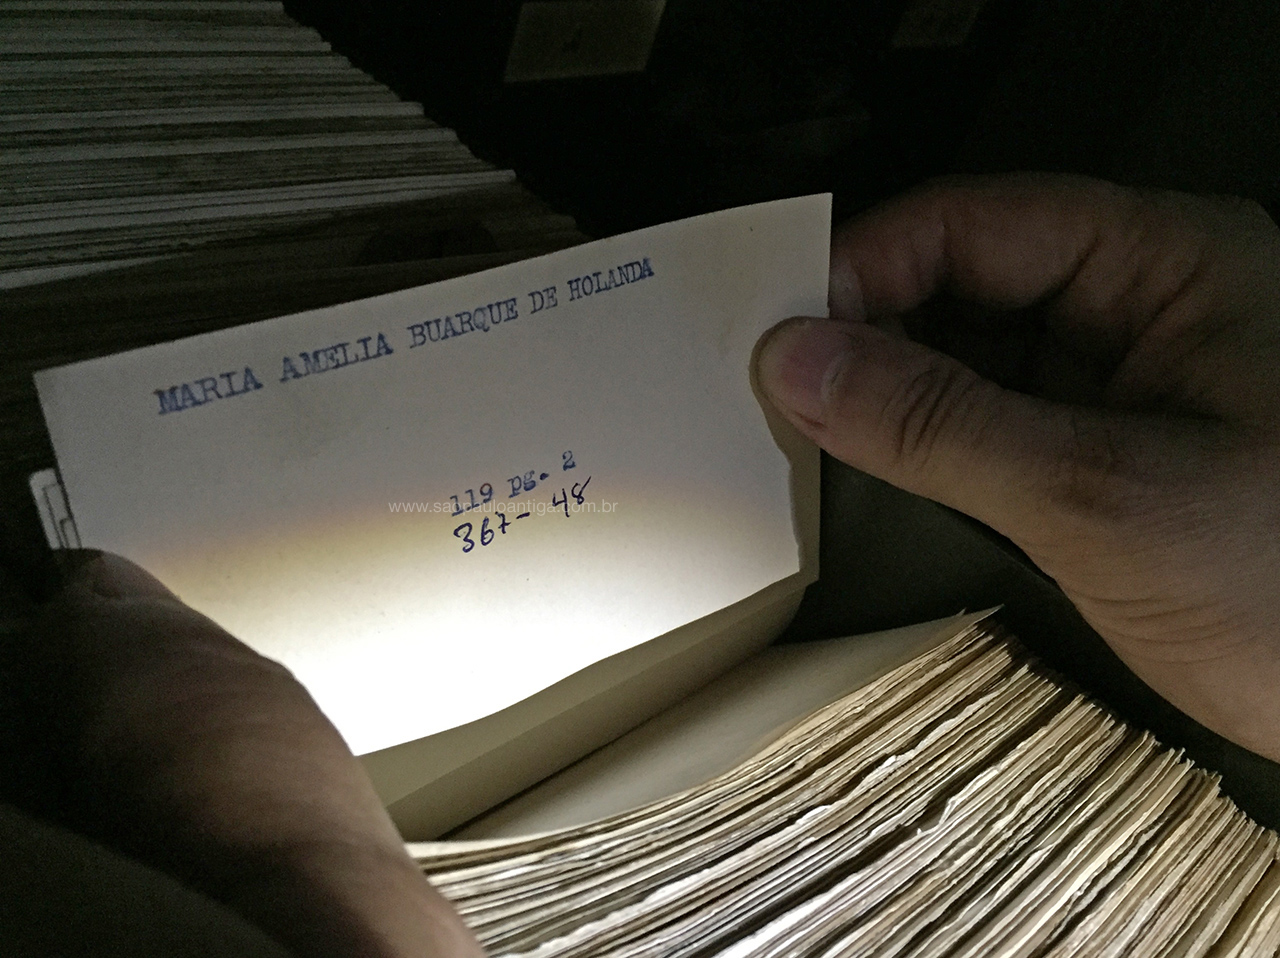 MARIA AMELIA BUARQUE DE HOLANDA
119 pg. 2
www.saopauloantiga.com.br
367-48